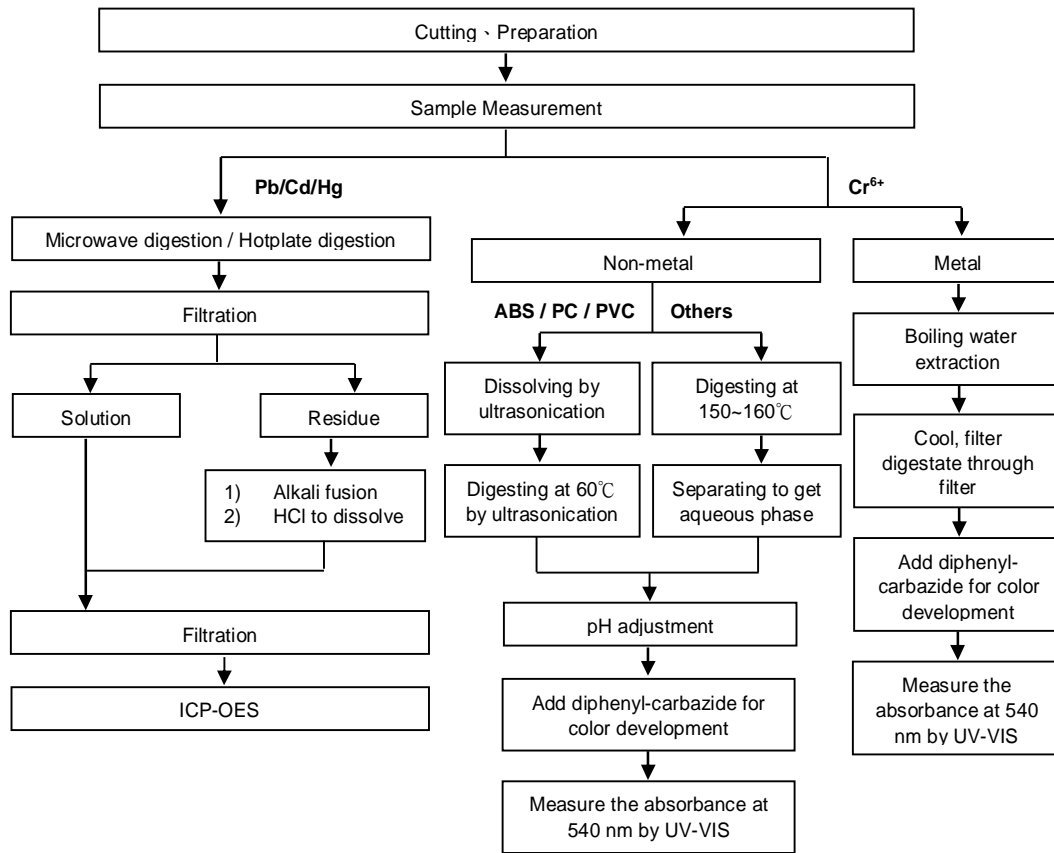 Cutting、Preparation
Sample Measurement
Pb/Cd/Hg
Cr⁶⁺
Microwave digestion / Hotplate digestion
Filtration
Solution
Residue
1) Alkali fusion
2) HCl to dissolve
Filtration
ICP-OES
Non-metal
ABS / PC / PVC
Others
Dissolving by
ultrasonication
Digesting at 60℃
by ultrasonication
Digesting at
150~160℃
Separating to get
aqueous phase
pH adjustment
Add diphenyl-carbazide for
color development
Measure the absorbance at
540 nm by UV-VIS
Metal
Boiling water
extraction
Cool, filter
digestate through
filter
Add diphenyl-
carbazide for color
development
Measure the
absorbance at 540
nm by UV-VIS